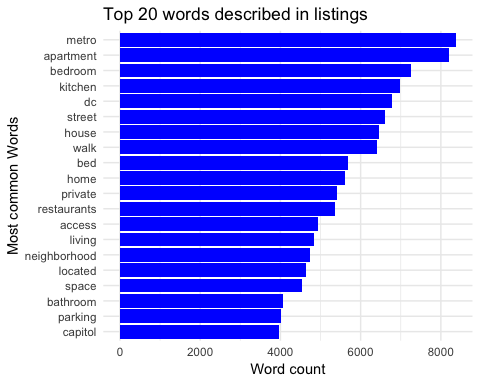 Top 20 words described in listings
Most common Words
metro
apartment
bedroom
kitchen
dc
street
house
walk
bed
home
private
restaurants
access
living
neighborhood
located
space
bathroom
parking
capitol
0 2000 4000 6000 8000
Word count